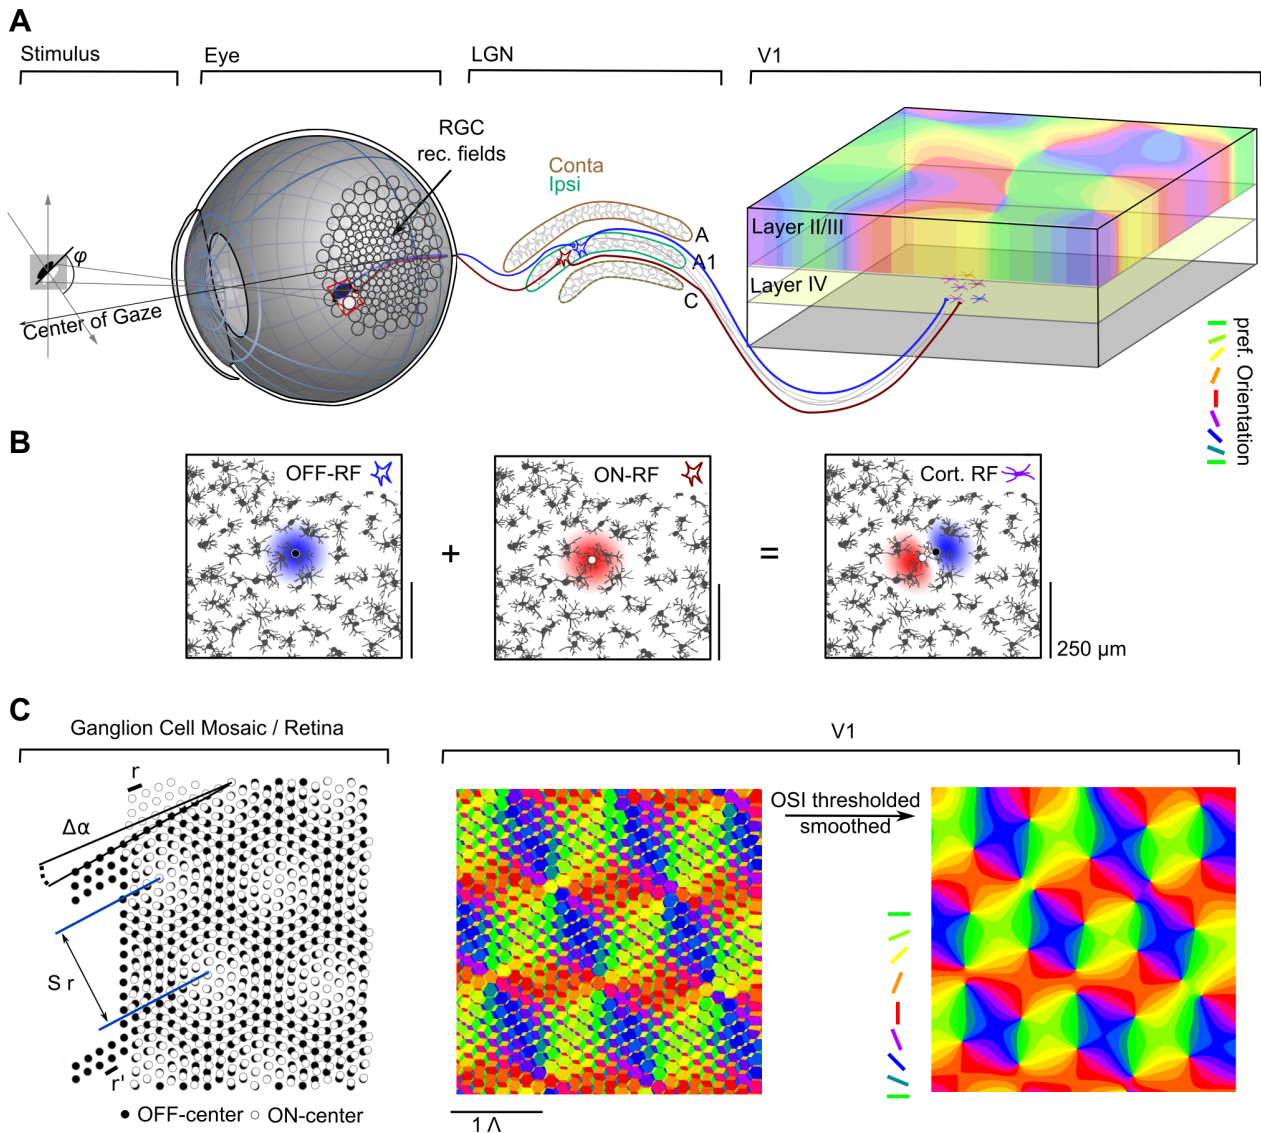 A
Stimulus
Eye
LGN
V1
RGC
rec. fields
Conta
Ipsi
A
A1
C
φ
Center of Gaze
Layer II/III
Layer IV
pref. Orientation
B
OFF-RF
+
ON-RF
=
Cort. RF
250 µm
C
Ganglion Cell Mosaic / Retina
V1
r
Δα
S r
r'
OFF-center
ON-center
OSI thresholded
smoothed
1 Λ